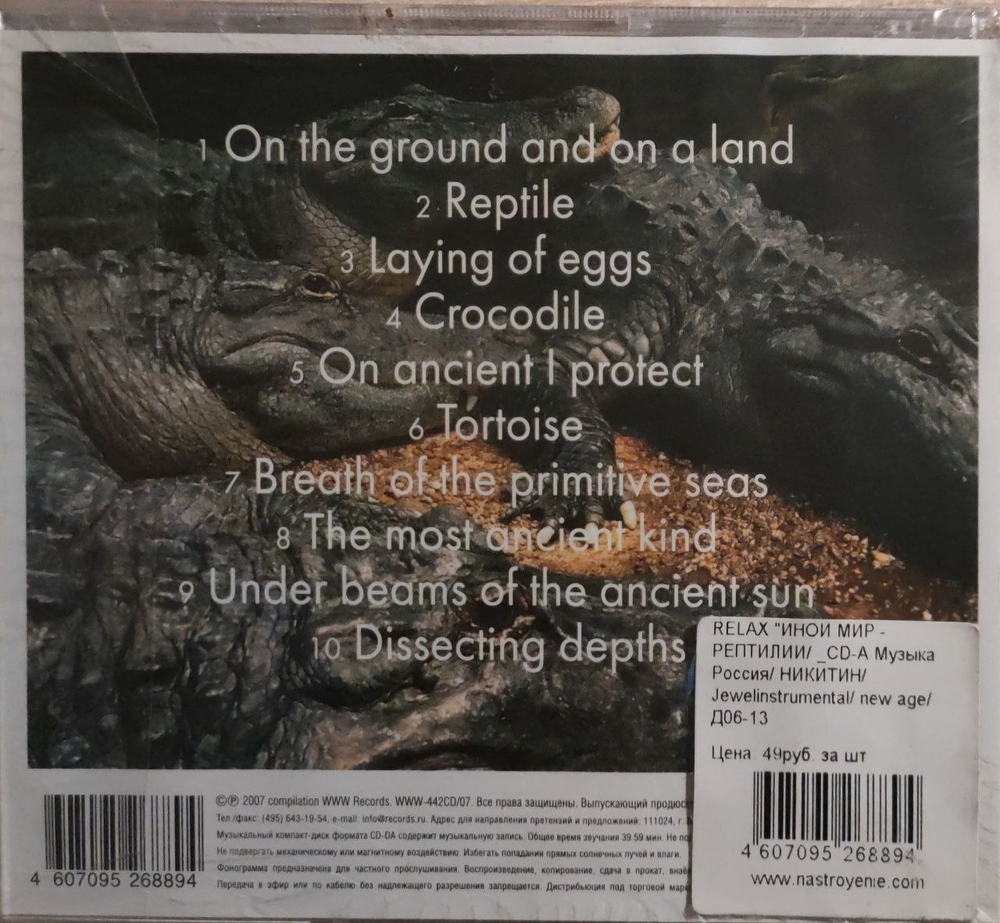 1 On the ground and on a land
2 Reptile
3 Laying of eggs
4 Crocodile
5 On ancient I protect
6 Tortoise
7 Breath of the primitive seas
8 The most ancient kind
9 Under beams of the ancient sun
10 Dissecting depths
RELAX "ИНОЙ МИР -
РЕПТИЛИИ/ _CD-A Музыка
Россия/ НИКИТИН/
Jewelinstrumental/ new age/
Д06-13
Цена 49руб. за шт
4 607095 268894
www.nastroyenie.com
4 607095 268894
©℗ 2007 compilation WWW Records. WWW-442CD/07. Все права защищены. Выпускающий
Тел./факс: (495) 643-19-54, e-mail: info@records.ru. Адрес для направления претензий и предложений: 111024, г.
Музыкальный компакт-диск формата CD-DA содержит музыкальную запись. Общее время звучания 39:59 мин. Не
Не подвергать механическому или магнитному воздействию. Избегать попадания прямых солнечных лучей и влаги.
Фонограмма предназначена для частного прослушивания. Воспроизведение, копирование, сдача в прокат,
Передача в эфир или по кабелю без надлежащего разрешения запрещается. Дистрибьюция под торговой